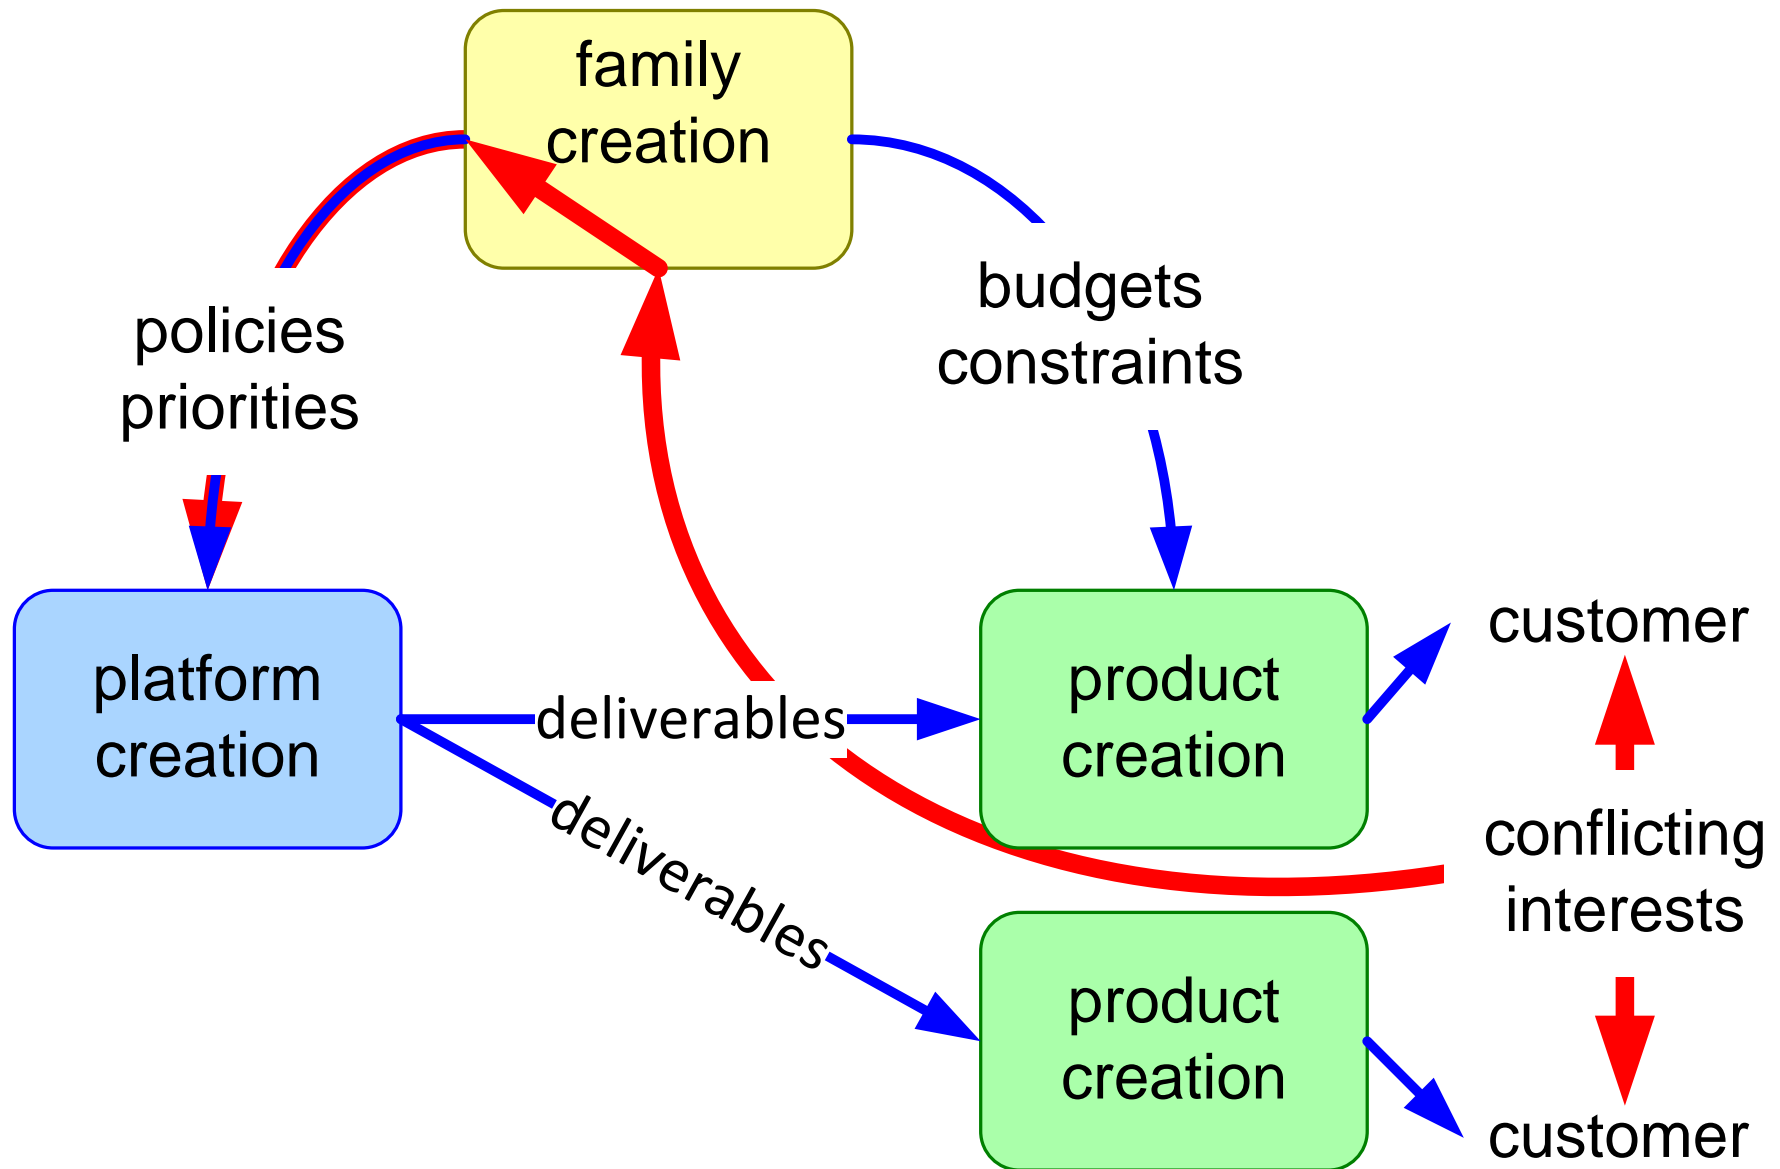 family
creation
budgets
constraints
policies
priorities
platform
creation
deliverables
deliverables
product
creation
customer
conflicting
interests
product
creation
customer